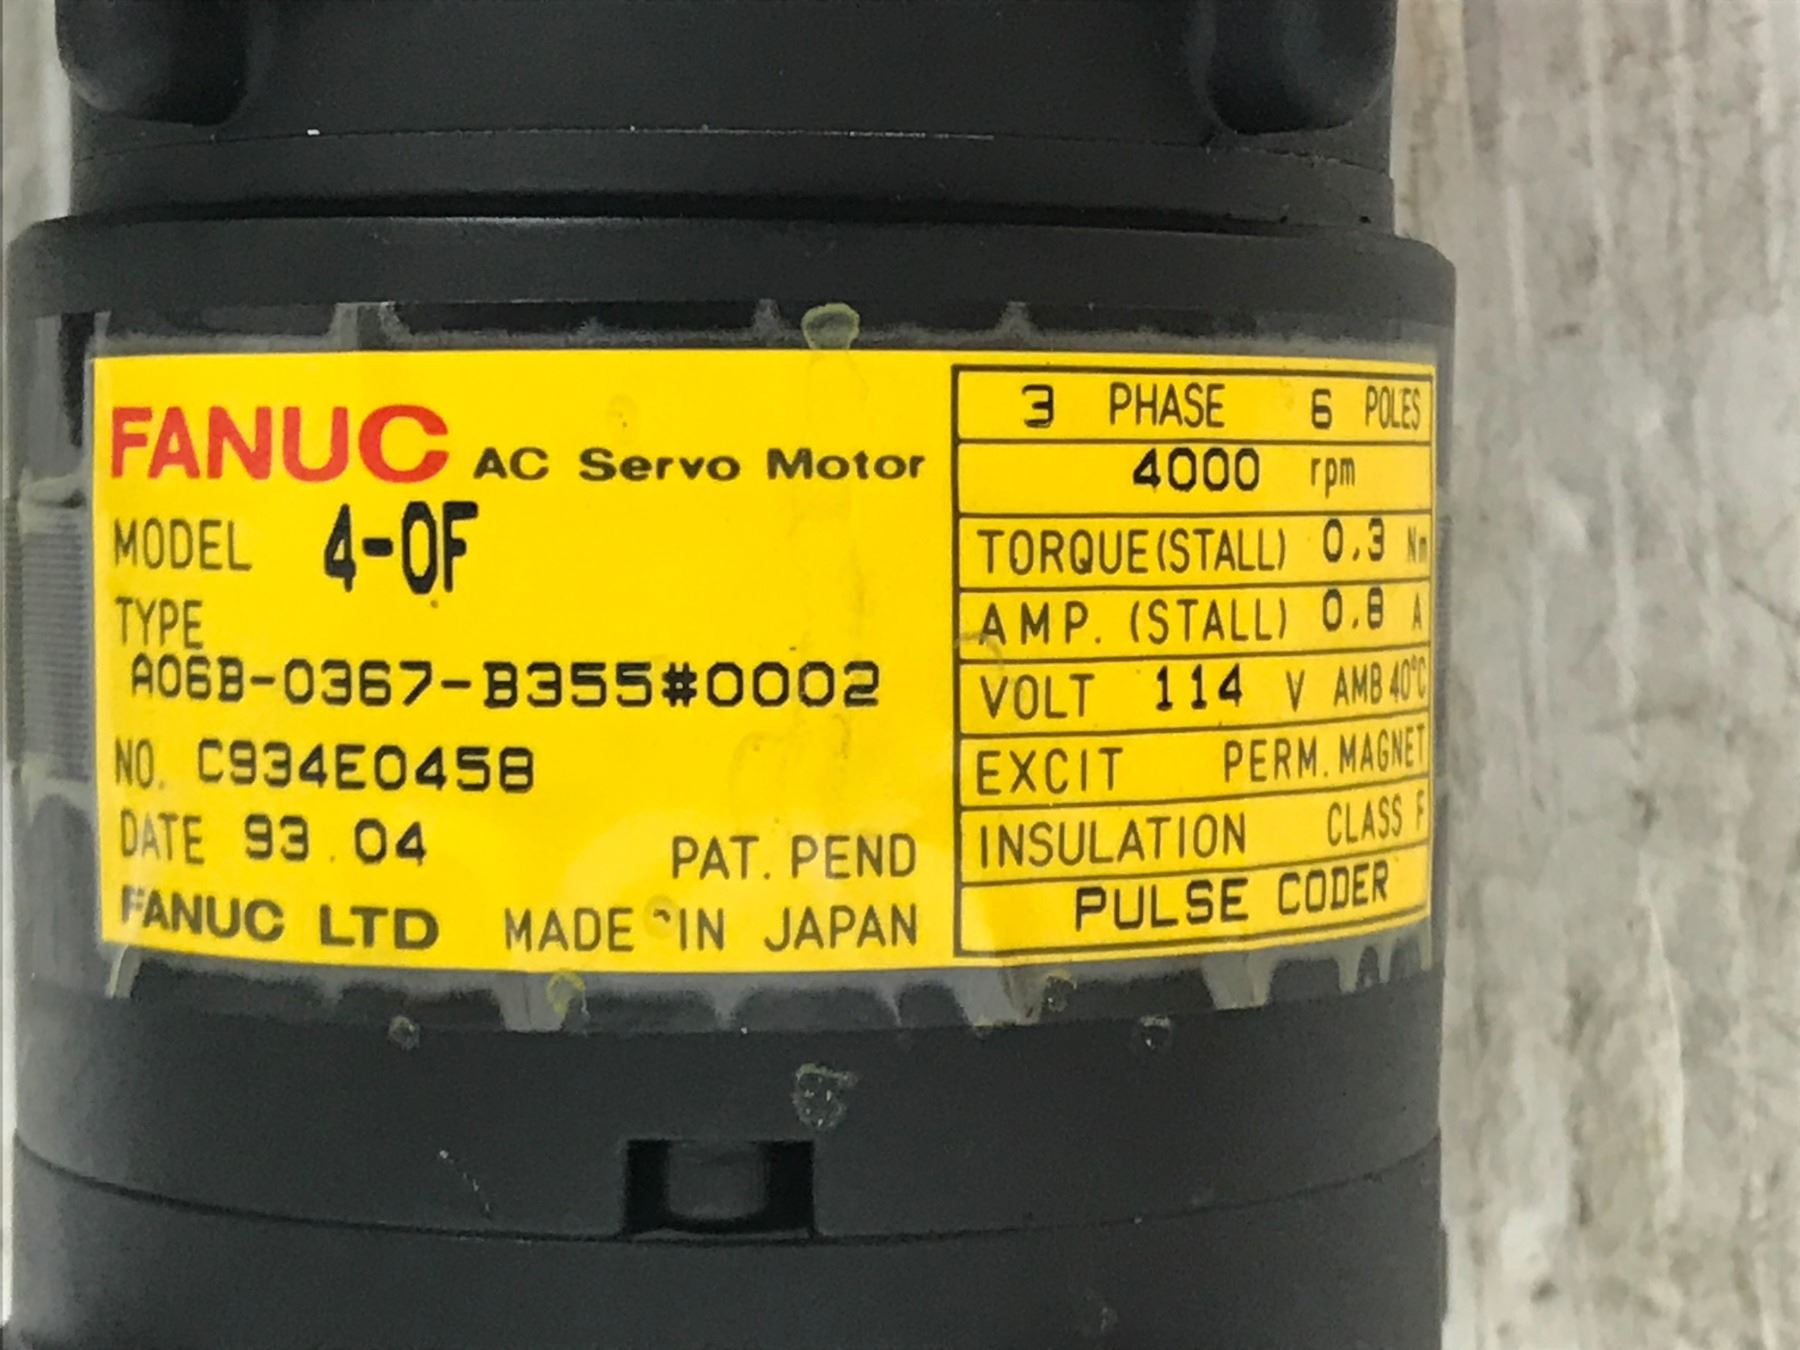 FANUC AC Servo Motor
MODEL 4-0F
TYPE
A06B-0367-B355#0002
NO. C934E0458
DATE 93.04 PAT. PEND
FANUC LTD MADE IN JAPAN
3 PHASE 6 POLES
4000 rpm
TORQUE(STALL) 0.3 Nm
AMP. (STALL) 0.8 A
VOLT 114 V AMB 40°C
EXCIT PERM. MAGNET
INSULATION CLASS F
PULSE CODER